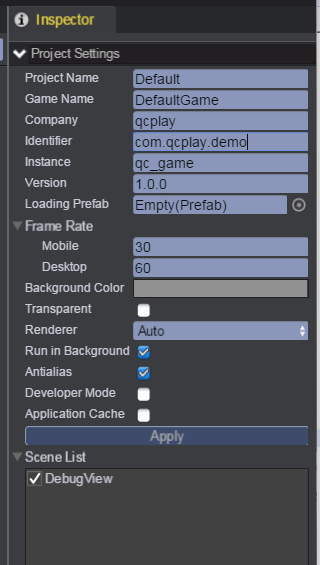 Inspector
Project Settings
Project Name Default
Game Name DefaultGame
Company qcplay
Identifier com.qcplay.demo
Instance qc_game
Version 1.0.0
Loading Prefab Empty(Prefab)
Frame Rate
Mobile 30
Desktop 60
Background Color
Transparent
Renderer Auto
Run in Background
Antialias
Developer Mode
Application Cache
Apply
Scene List
DebugView